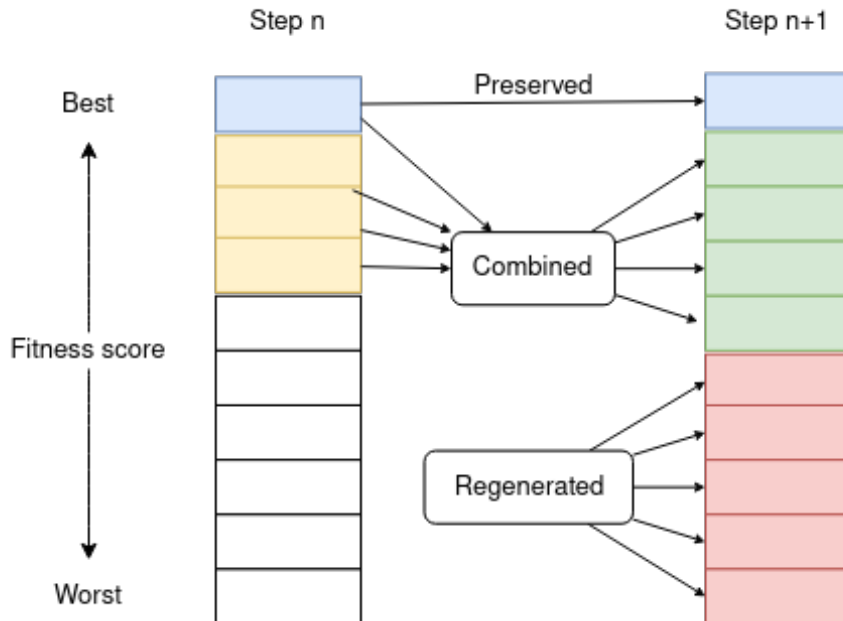 Step n
Step n+1
Best
Preserved
Combined
Fitness score
Regenerated
Worst